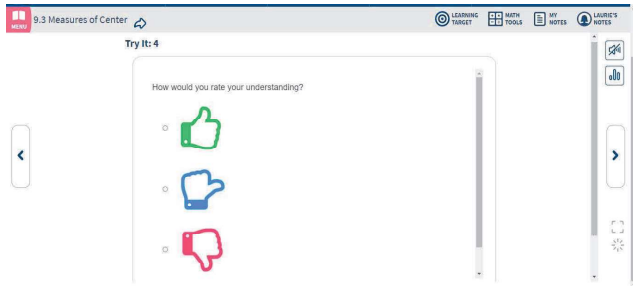 MENU
9.3 Measures of Center
LEARNING TARGET
MATH TOOLS
MY NOTES
LAURIE'S NOTES
Try It: 4
How would you rate your understanding?